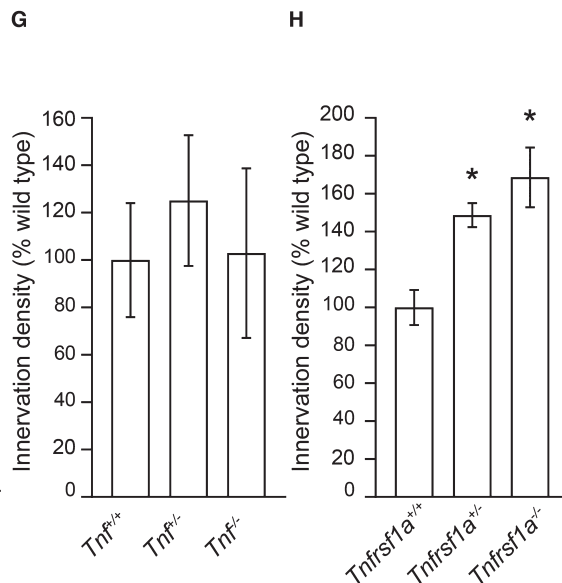 G
Innervation density (% wild type)
160
140
120
100
80
60
40
20
0
Tnf+/+
Tnf+/-
Tnf-/-
H
Innervation density (% wild type)
200
180
160
140
120
100
80
60
40
20
0
*
*
Tnfrsf1a+/+
Tnfrsf1a+/-
Tnfrsf1a-/-